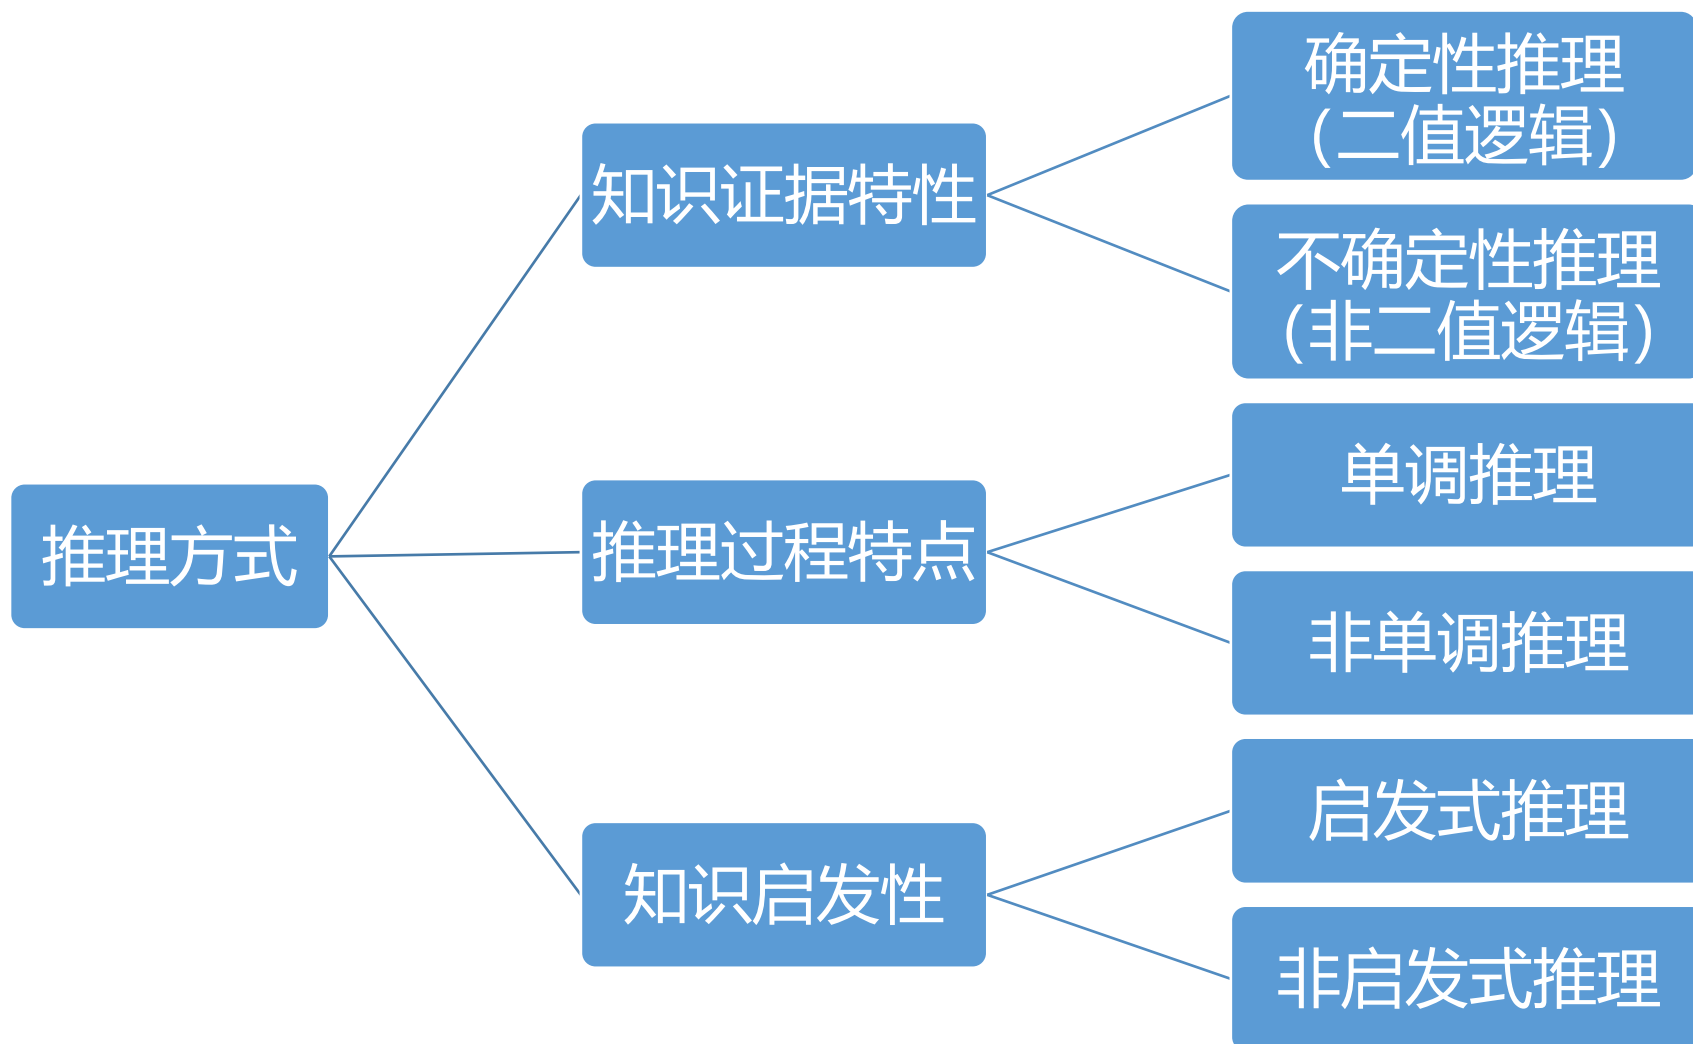 推理方式
知识证据特性
确定性推理
(二值逻辑)
不确定性推理
(非二值逻辑)
推理过程特点
单调推理
非单调推理
知识启发性
启发式推理
非启发式推理